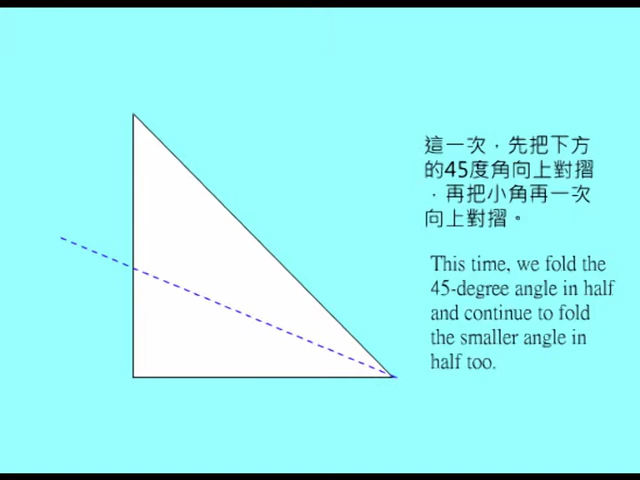 這一次，先把下方
的45度角向上對摺
，再把小角再一次
向上對摺。
This time, we fold the
45-degree angle in half
and continue to fold
the smaller angle in
half too.